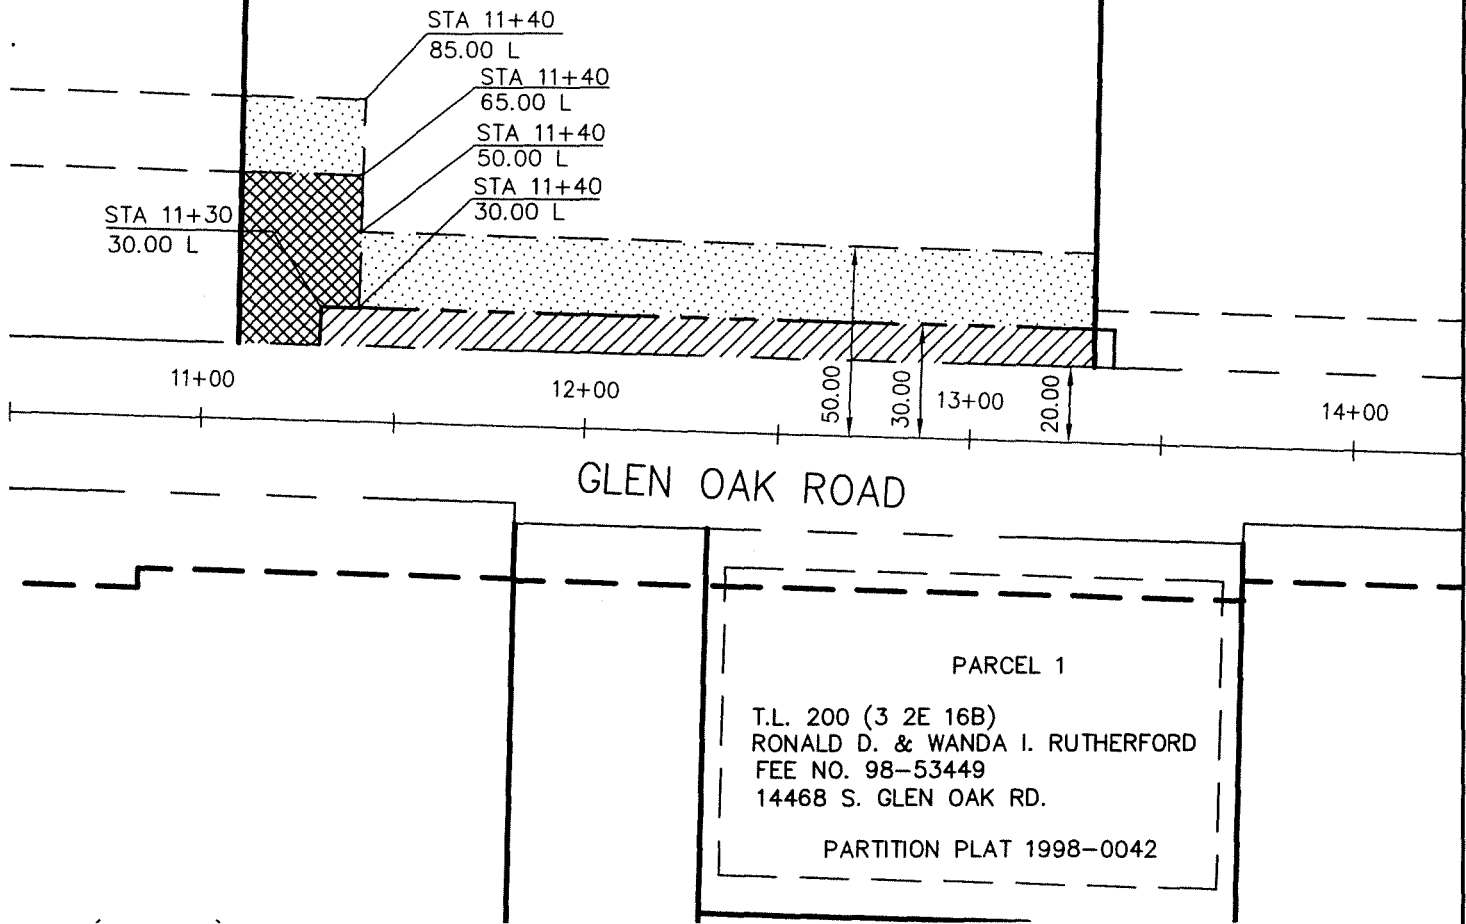 STA 11+40
85.00 L
STA 11+40
65.00 L
STA 11+40
50.00 L
STA 11+40
30.00 L
STA 11+30
30.00 L
11+00
12+00
50.00
30.00
13+00
20.00
14+00
GLEN OAK ROAD
PARCEL 1
T.L. 200 (3 2E 16B)
RONALD D. & WANDA I. RUTHERFORD
FEE NO. 98-53449
14468 S. GLEN OAK RD.
PARTITION PLAT 1998-0042